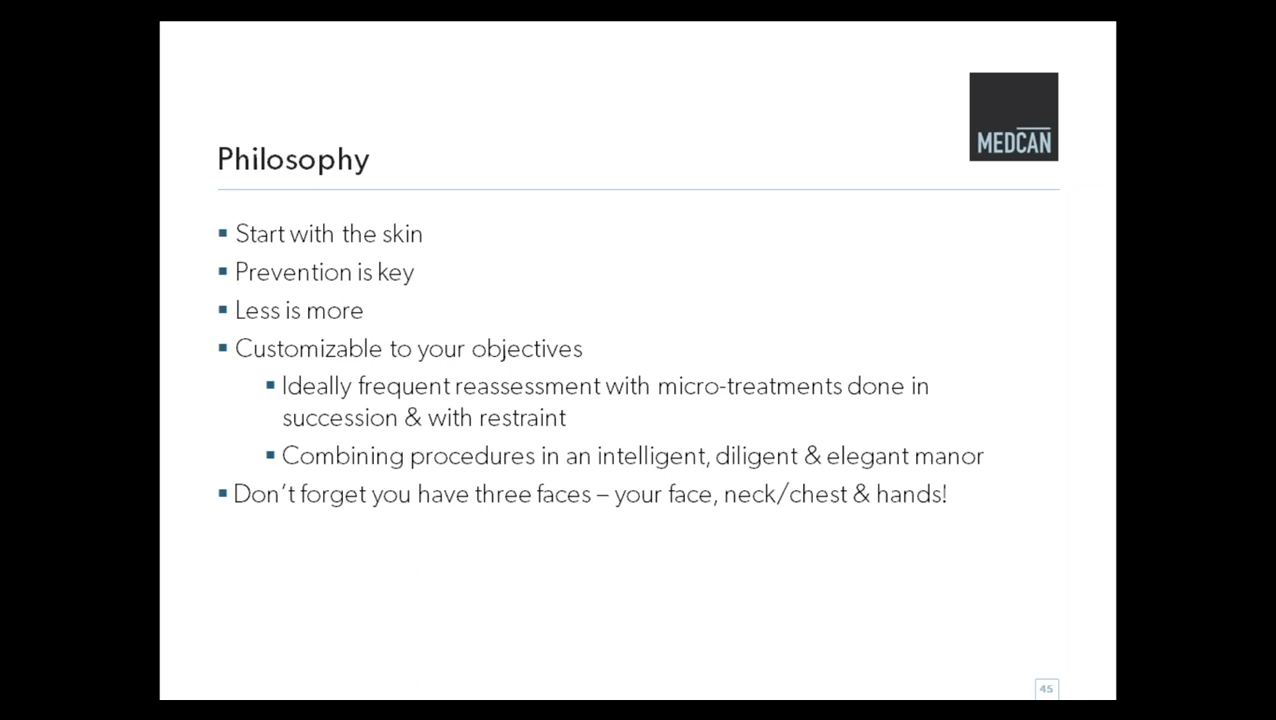 MEDCAN
Philosophy
▪ Start with the skin
▪ Prevention is key
▪ Less is more
▪ Customizable to your objectives
▪ Ideally frequent reassessment with micro-treatments done in
succession & with restraint
▪ Combining procedures in an intelligent, diligent & elegant manor
▪ Don't forget you have three faces – your face, neck/chest & hands!
45